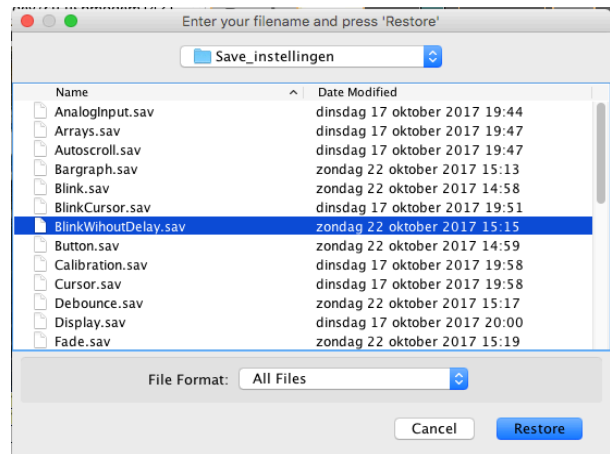 Enter your filename and press 'Restore'
Save_instellingen
Name Date Modified
AnalogInput.sav dinsdag 17 oktober 2017 19:44
Arrays.sav dinsdag 17 oktober 2017 19:47
Autoscroll.sav dinsdag 17 oktober 2017 19:47
Bargraph.sav zondag 22 oktober 2017 15:13
Blink.sav zondag 22 oktober 2017 14:58
BlinkCursor.sav dinsdag 17 oktober 2017 19:51
BlinkWihoutDelay.sav zondag 22 oktober 2017 15:15
Button.sav zondag 22 oktober 2017 14:59
Calibration.sav dinsdag 17 oktober 2017 19:58
Cursor.sav dinsdag 17 oktober 2017 19:58
Debounce.sav zondag 22 oktober 2017 15:17
Display.sav dinsdag 17 oktober 2017 20:00
Fade.sav zondag 22 oktober 2017 15:19
File Format: All Files
Cancel Restore